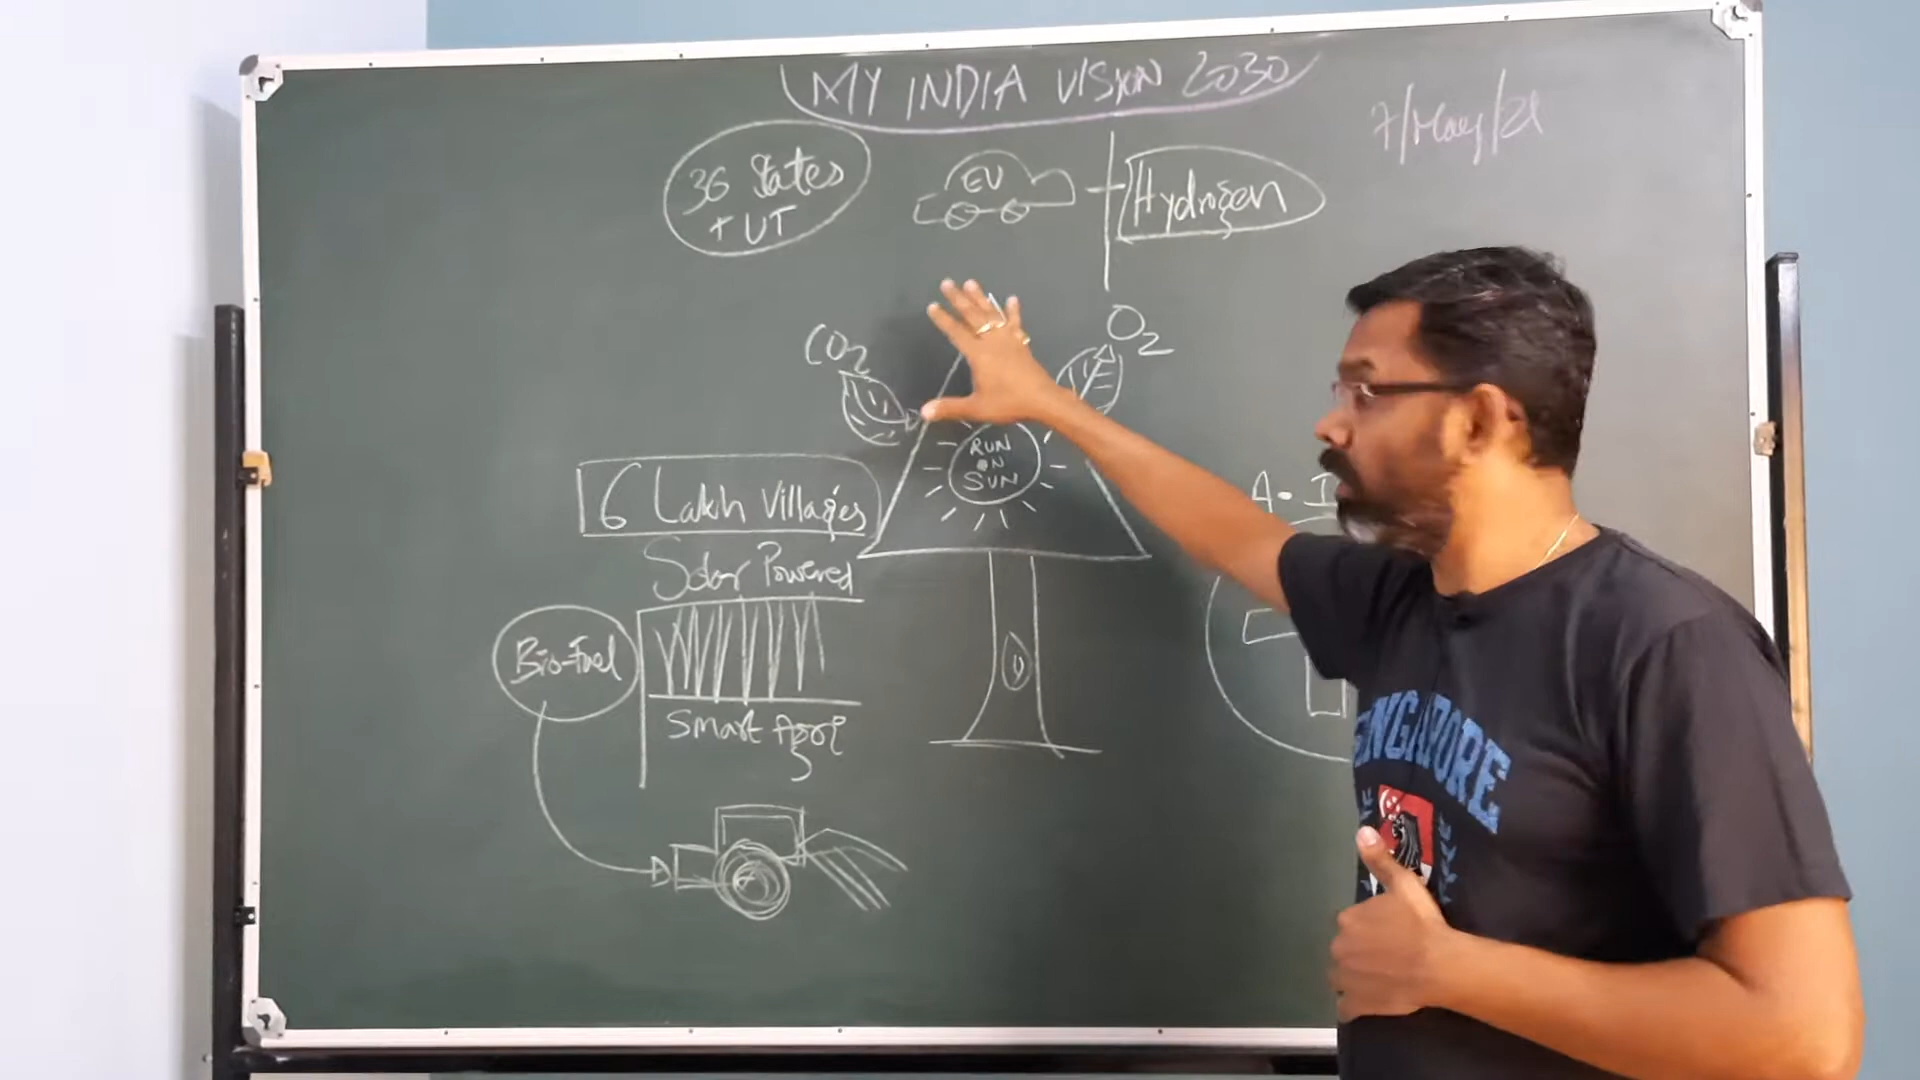 MY INDIA VISION 2030
7/May/21
36 States
+ UT
EV
Hydrogen
CO2
O2
RUN
ON
SUN
6 Lakh Villages
Solar Powered
A.I
Bio-Fuel
Smart Agri
SINGAPORE